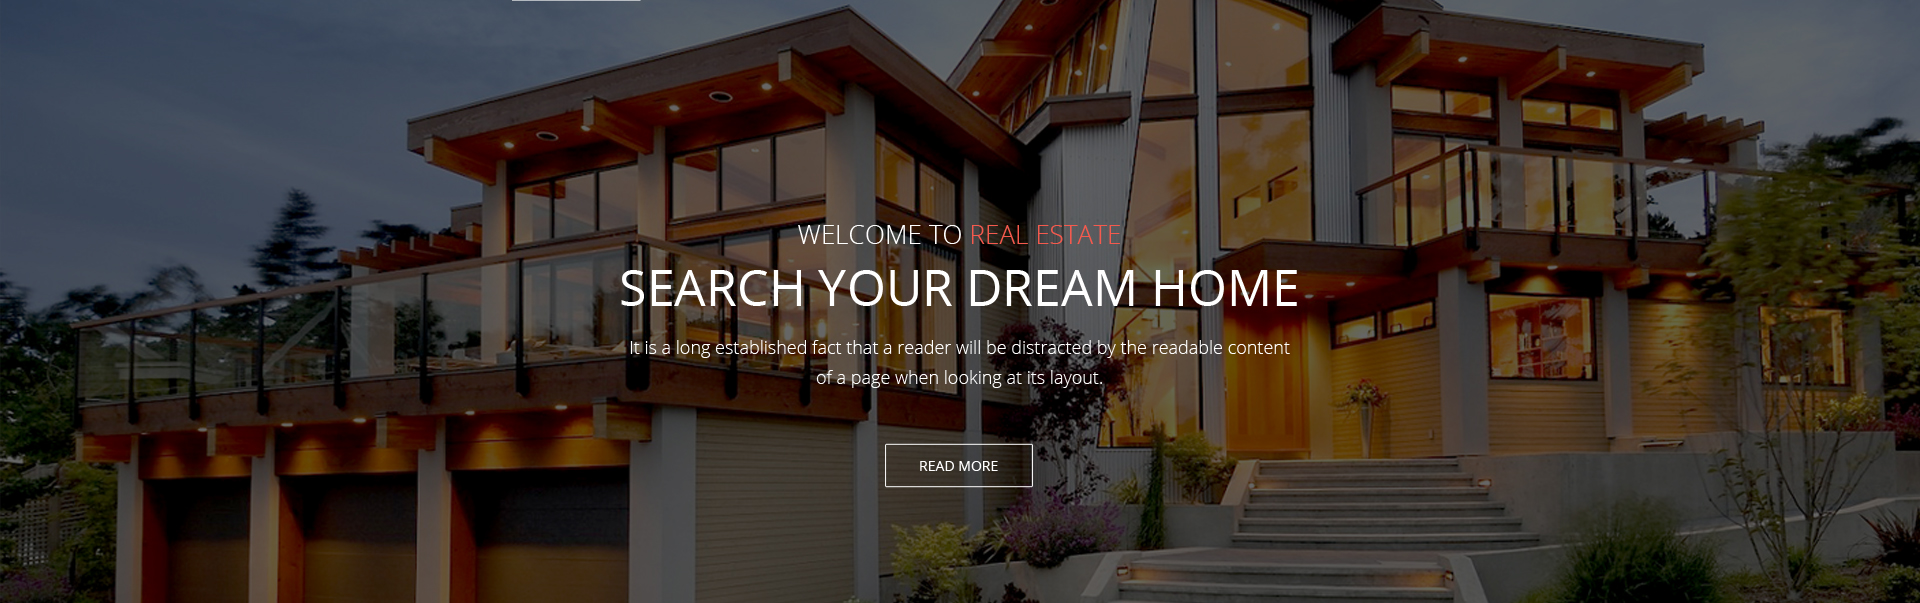 WELCOME TO REAL ESTATE
SEARCH YOUR DREAM HOME
It is a long established fact that a reader will be distracted by the readable content
of a page when looking at its layout.
READ MORE